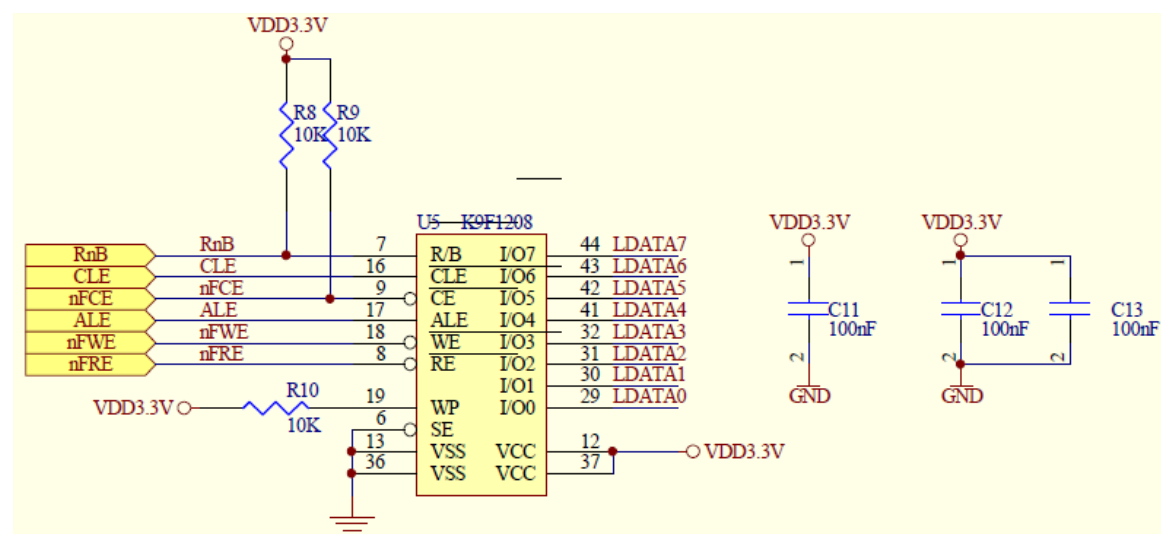 VDD3.3V
R8 R9
10K 10K
U5 K9F1208
VDD3.3V VDD3.3V
RnB RnB 7 R/B I/O7 44 LDATA7
CLE CLE 16 CLE I/O6 43 LDATA6
nFCE nFCE 9 CE I/O5 42 LDATA5
ALE ALE 17 ALE I/O4 41 LDATA4
nFWE nFWE 18 WE I/O3 32 LDATA3
nFRE nFRE 8 RE I/O2 31 LDATA2
I/O1 30 LDATA1
VDD3.3V R10 10K 19 WP I/O0 29 LDATA0
6 SE
13 VSS VCC 12 VDD3.3V
36 VSS VCC 37
1 1 1
C11 C12 C13
100nF 100nF 100nF
2 2 2
GND GND